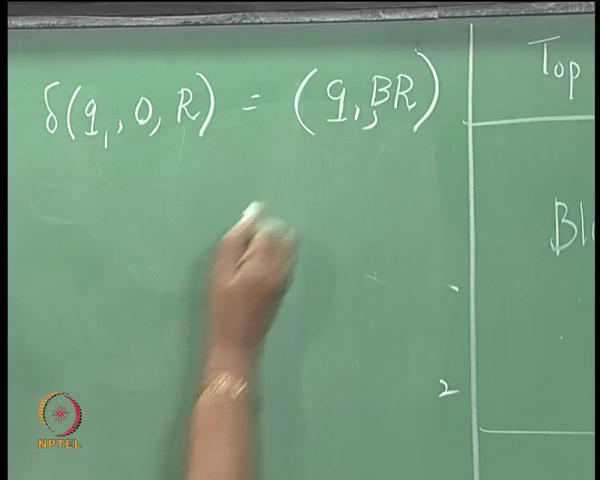 δ(q₁, 0, R) = (q₁, BR)
Top
Bl
2
NPTEL